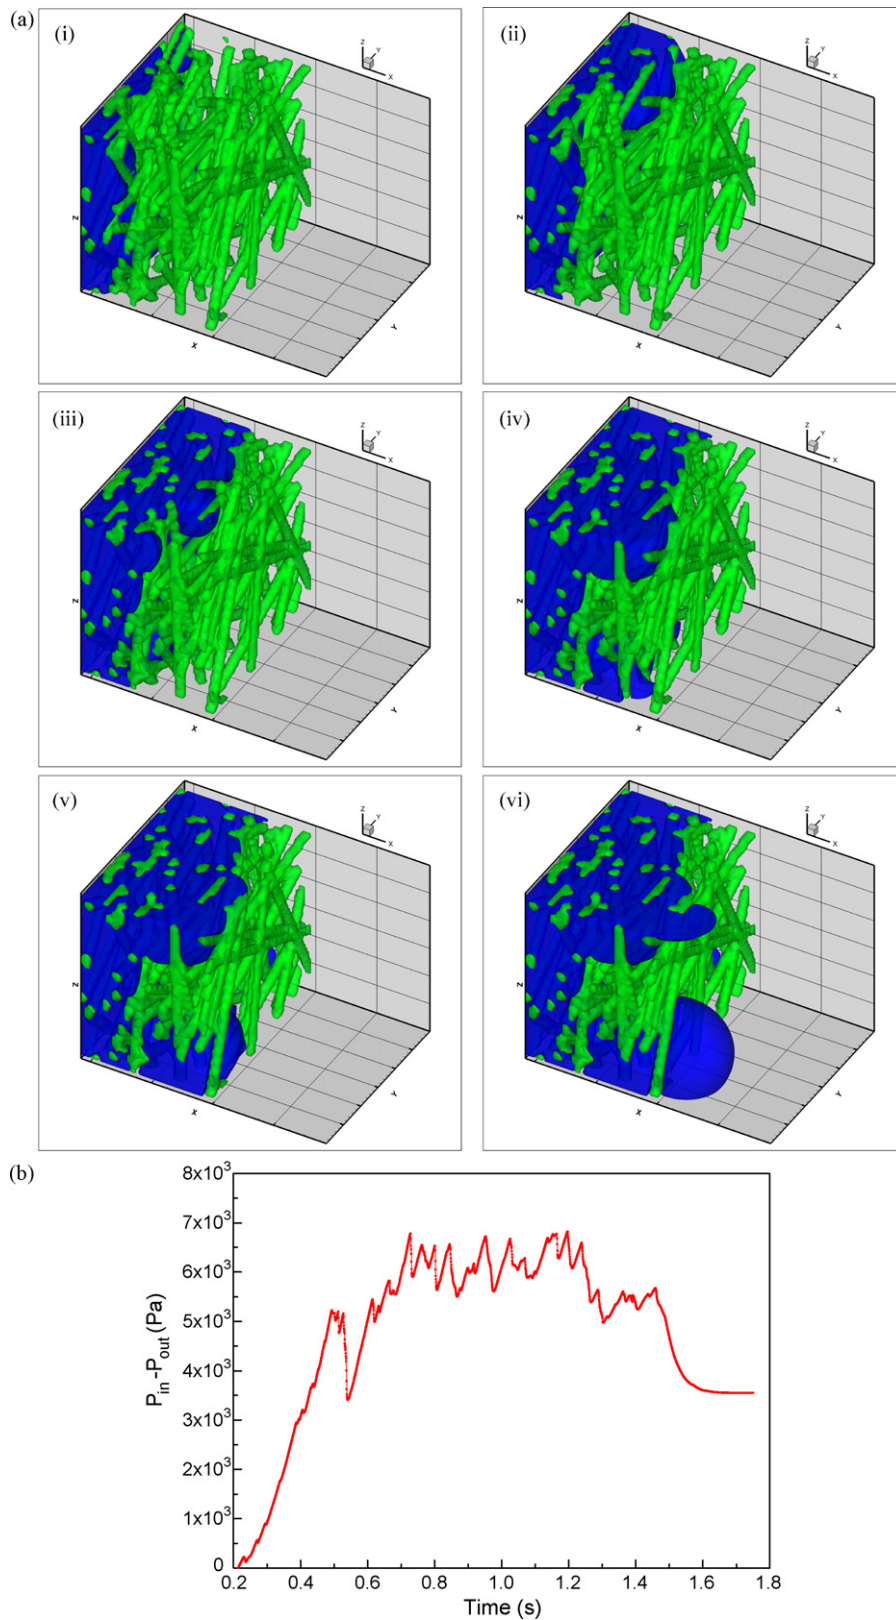 (a)
(i)
Z
Y
X
Z
X
Y
(ii)
Z
Y
X
Z
X
Y
(iii)
Z
Y
X
Z
X
Y
(iv)
Z
Y
X
Z
X
Y
(v)
Z
Y
X
Z
X
Y
(vi)
Z
Y
X
Z
X
Y
(b)
8x10³
7x10³
6x10³
5x10³
4x10³
3x10³
2x10³
1x10³
0
P_in-P_out (Pa)
0.2 0.4 0.6 0.8 1.0 1.2 1.4 1.6 1.8
Time (s)